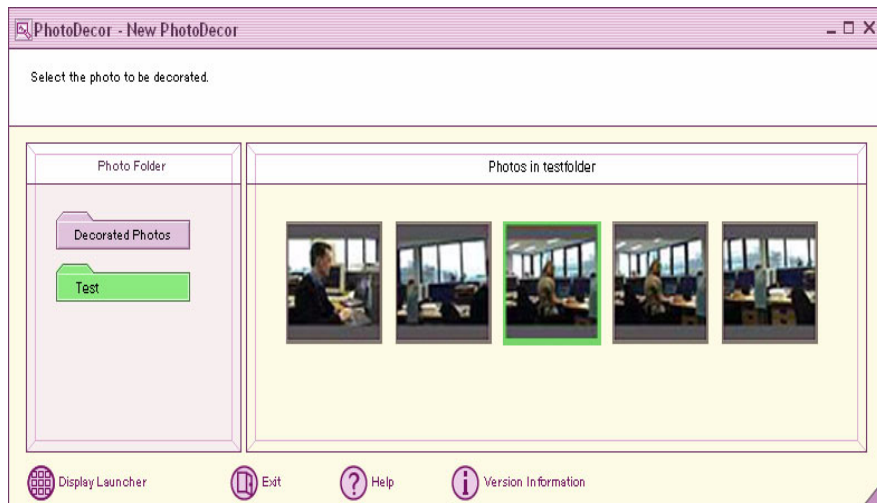 PhotoDecor - New PhotoDecor
Select the photo to be decorated.
Photo Folder
Photos in testfolder
Decorated Photos
Test
Display Launcher
Exit
Help
Version Information